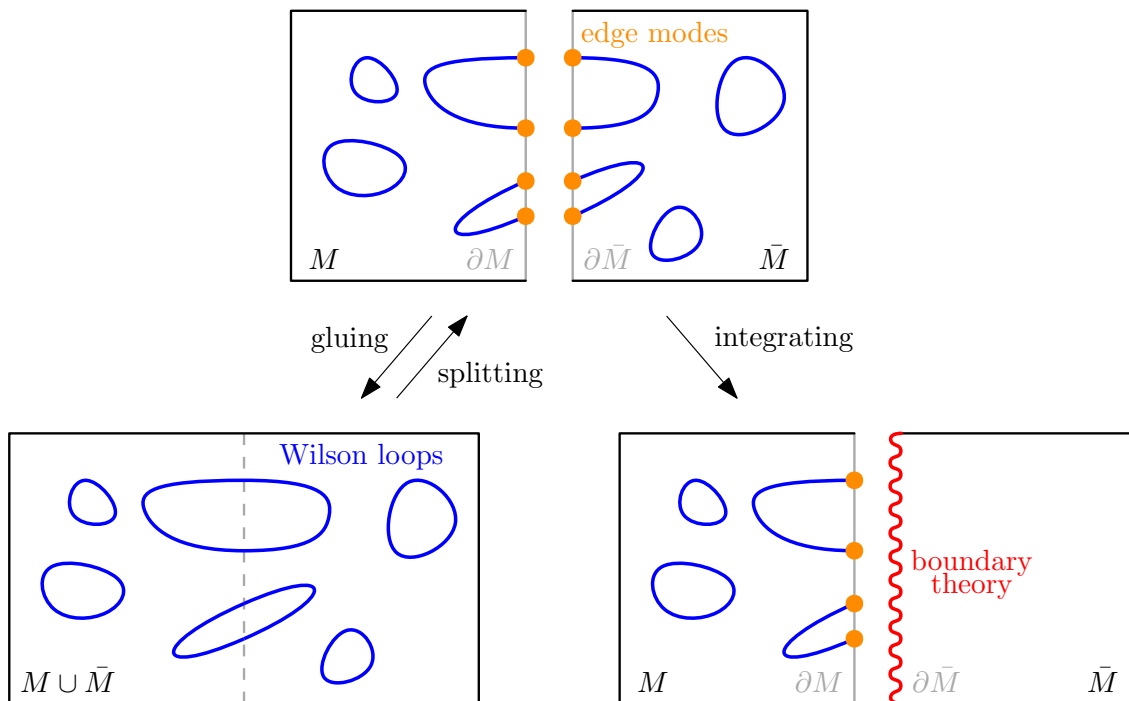 edge modes
M
∂M
∂M̄
M̄
gluing
splitting
integrating
Wilson loops
boundary
theory
M ∪ M̄
M
∂M
∂M̄
M̄